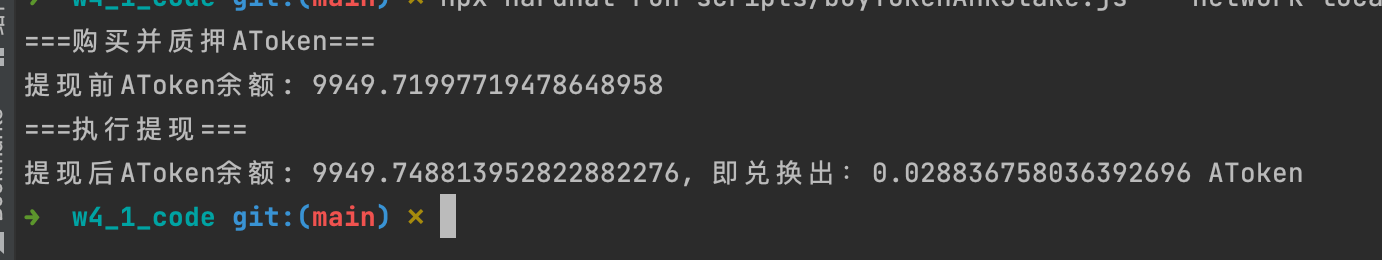 ➜ w4_1_code git:(main) × npx hardhat run scripts/buyTokenAnkStake.js --network loca
===购买并质押AToken===
提现前AToken余额: 9949.71997719478648958
===执行提现===
提现后AToken余额: 9949.748813952822882276, 即兑换出: 0.028836758036392696 AToken
➜ w4_1_code git:(main) ×